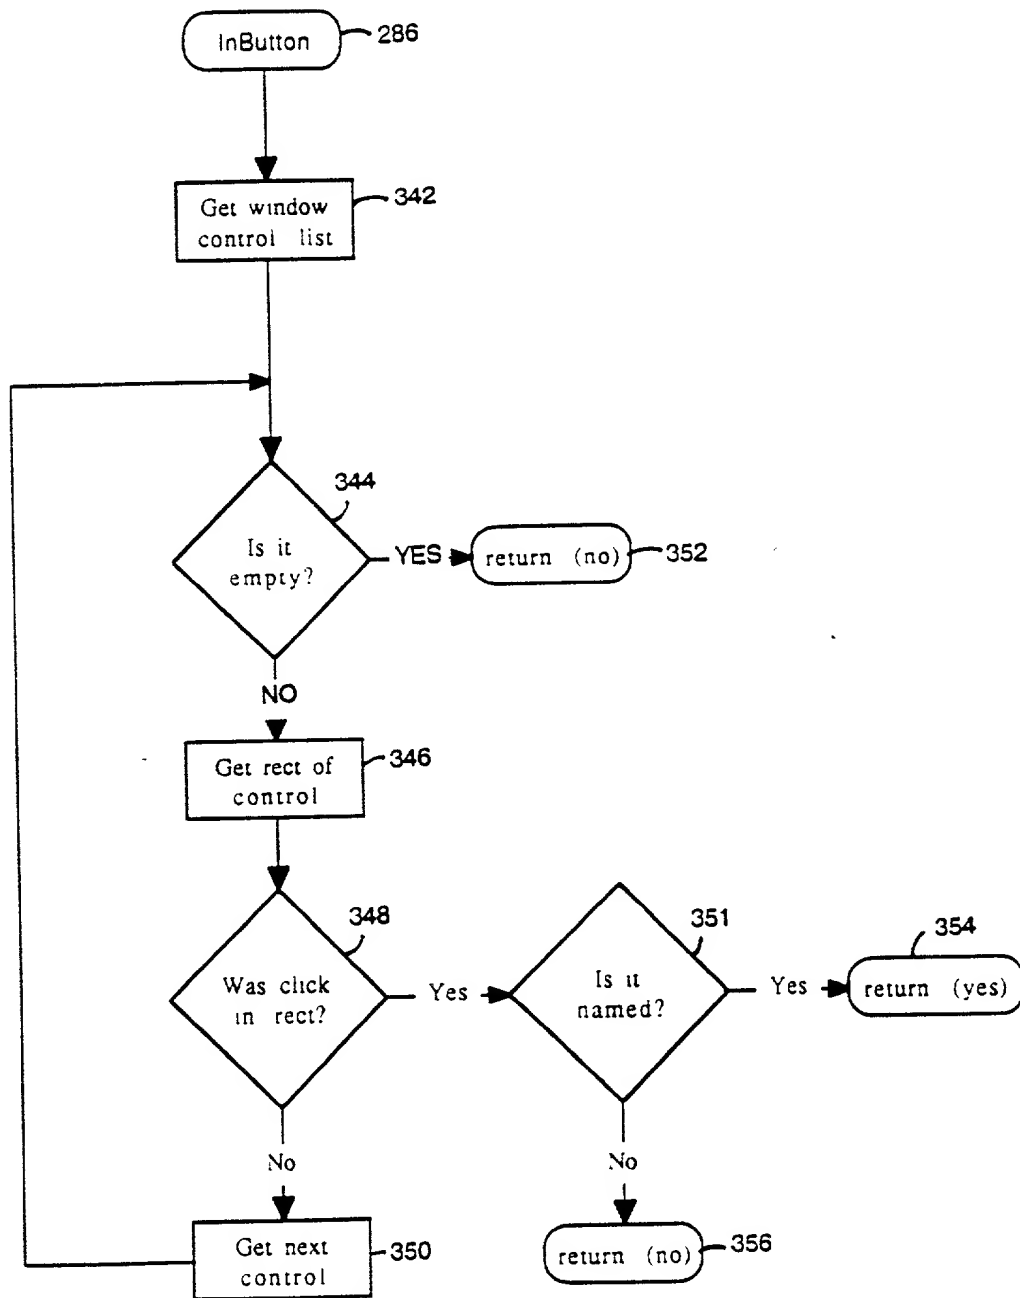 InButton
286
Get window
control list
342
344
Is it
empty?
YES
return (no)
352
NO
Get rect of
control
346
348
Was click
in rect?
Yes
351
Is it
named?
Yes
354
return (yes)
No
No
Get next
control
350
return (no)
356